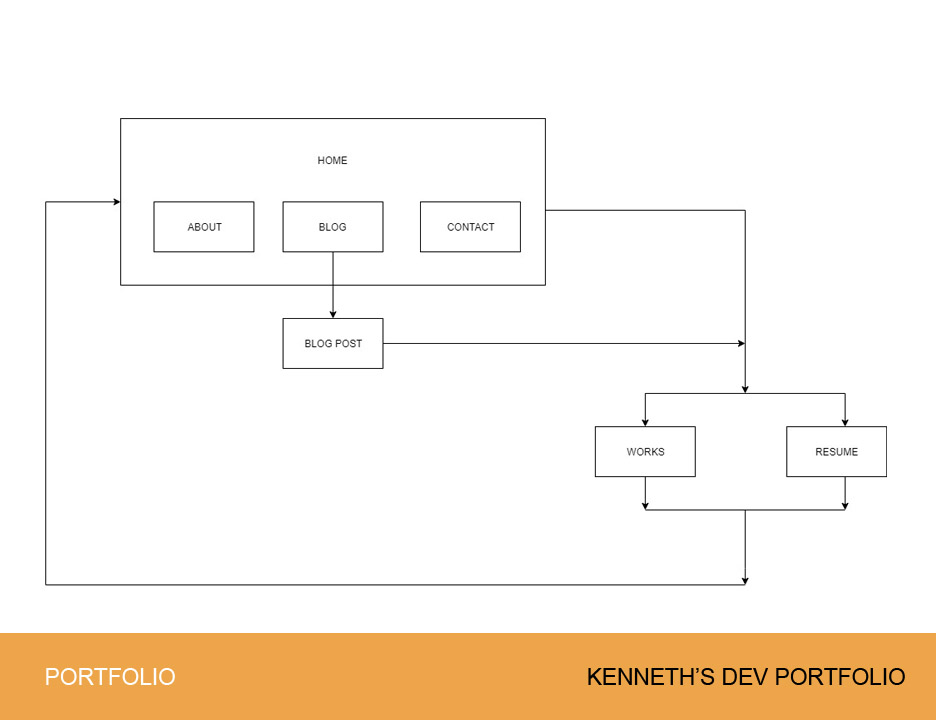 HOME
ABOUT
BLOG
CONTACT
BLOG POST
WORKS
RESUME
PORTFOLIO
KENNETH’S DEV PORTFOLIO